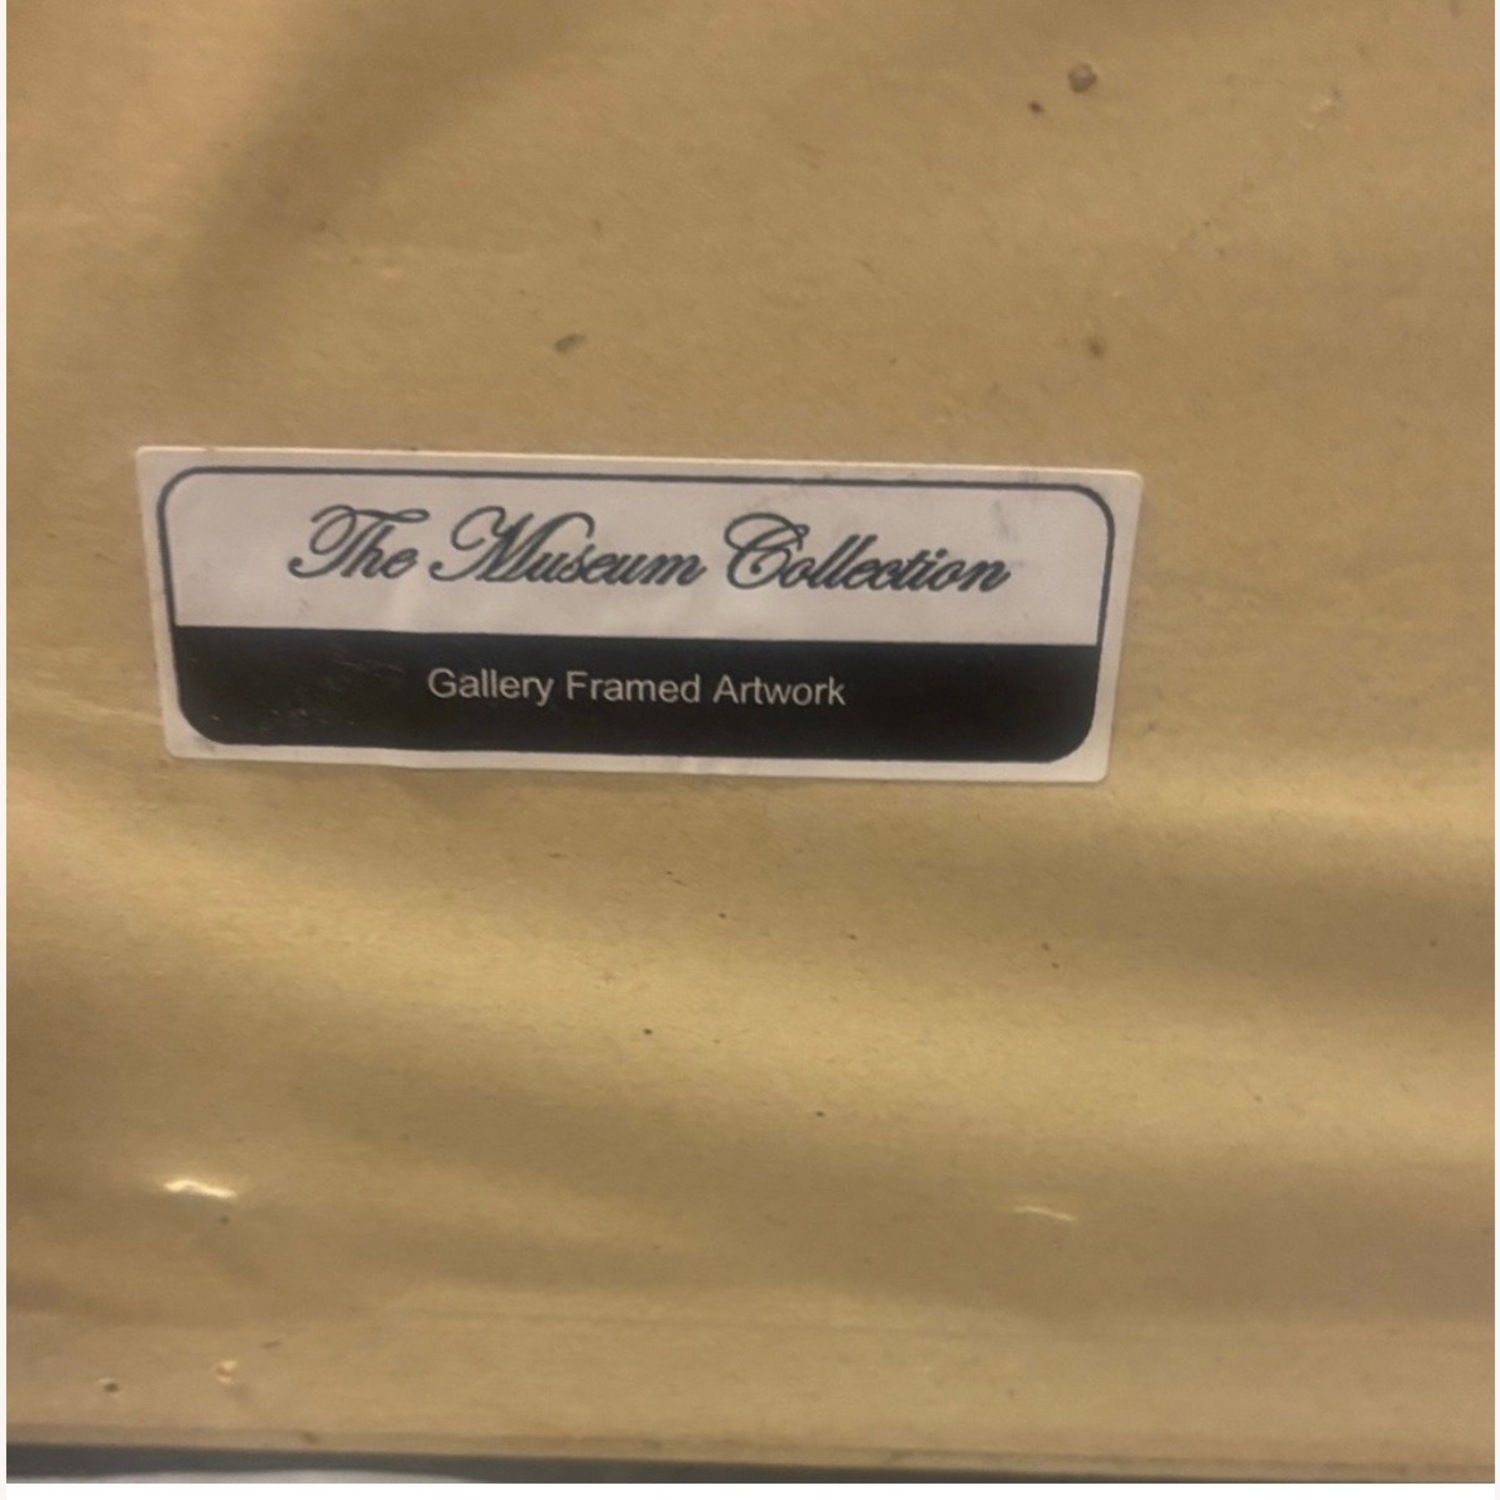 The Museum Collection
Gallery Framed Artwork